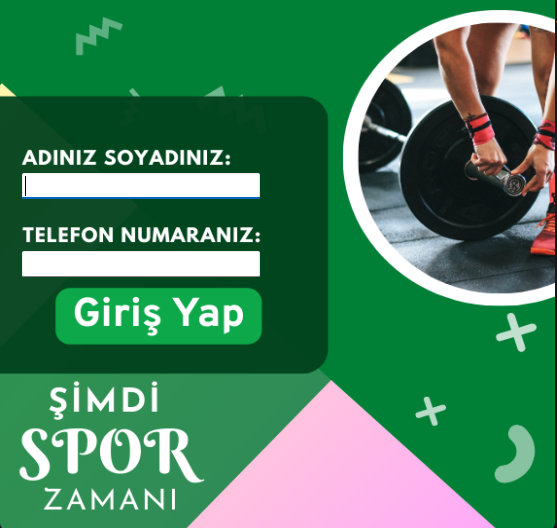 ADINIZ SOYADINIZ:
TELEFON NUMARANIZ:
Giriş Yap
ŞİMDİ
SPOR
ZAMANI